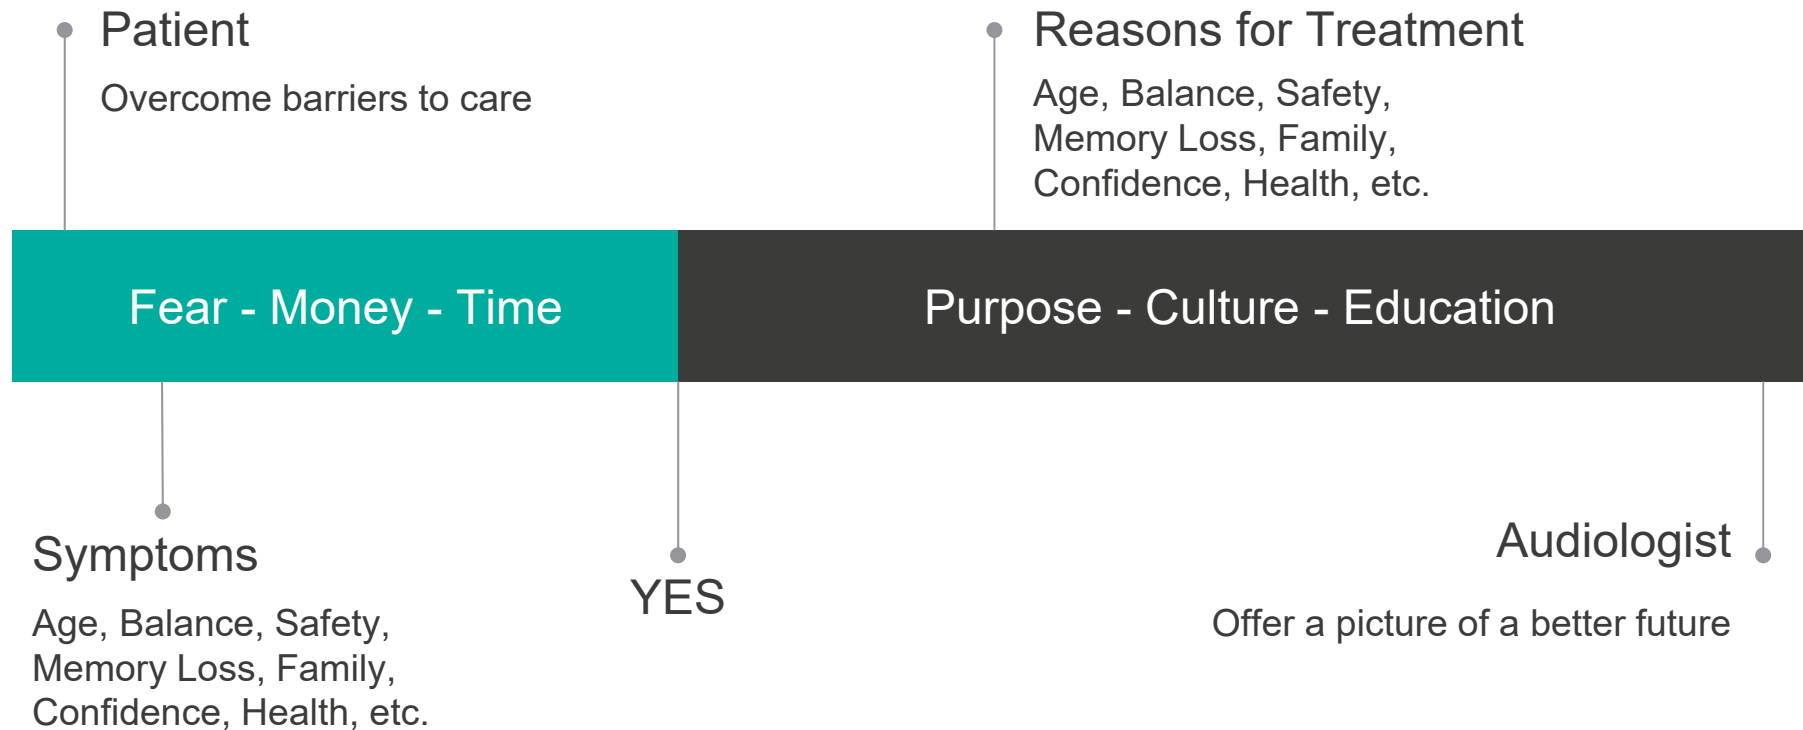 Patient
Overcome barriers to care
Reasons for Treatment
Age, Balance, Safety,
Memory Loss, Family,
Confidence, Health, etc.
Fear - Money - Time
Purpose - Culture - Education
Symptoms
Age, Balance, Safety,
Memory Loss, Family,
Confidence, Health, etc.
YES
Audiologist
Offer a picture of a better future